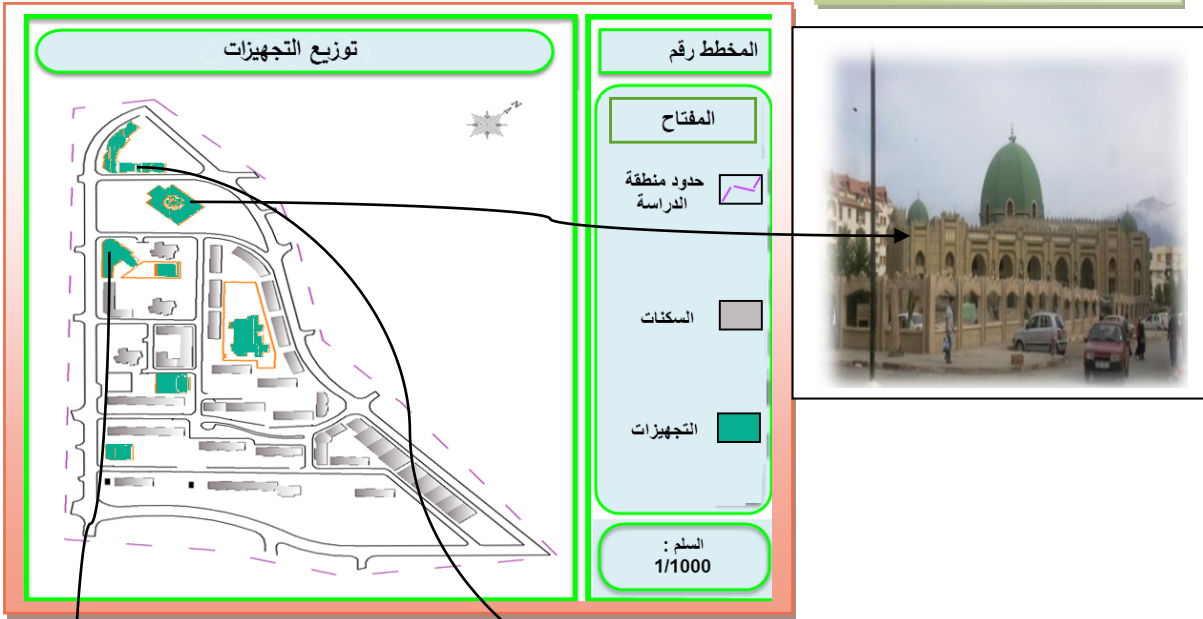 توزيع التجهيزات
المخطط رقم
المفتاح
حدود منطقة
الدراسة
السكنات
التجهيزات
السلم :
1/1000
N